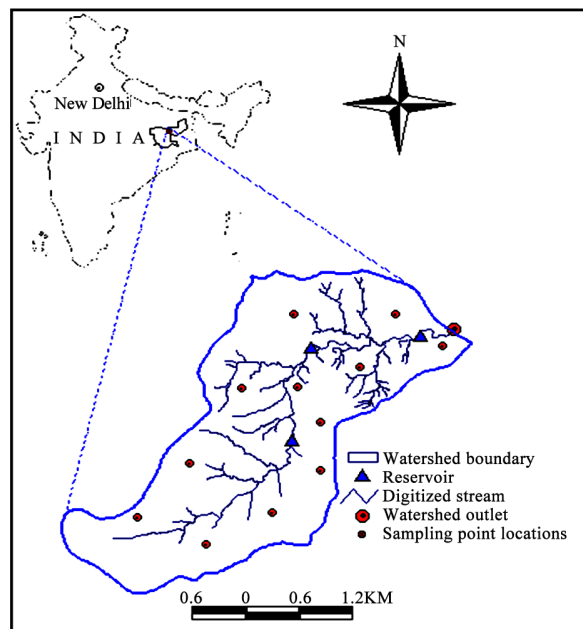 N
New Delhi
INDIA
Watershed boundary
Reservoir
Digitized stream
Watershed outlet
Sampling point locations
0.6 0 0.6 1.2KM